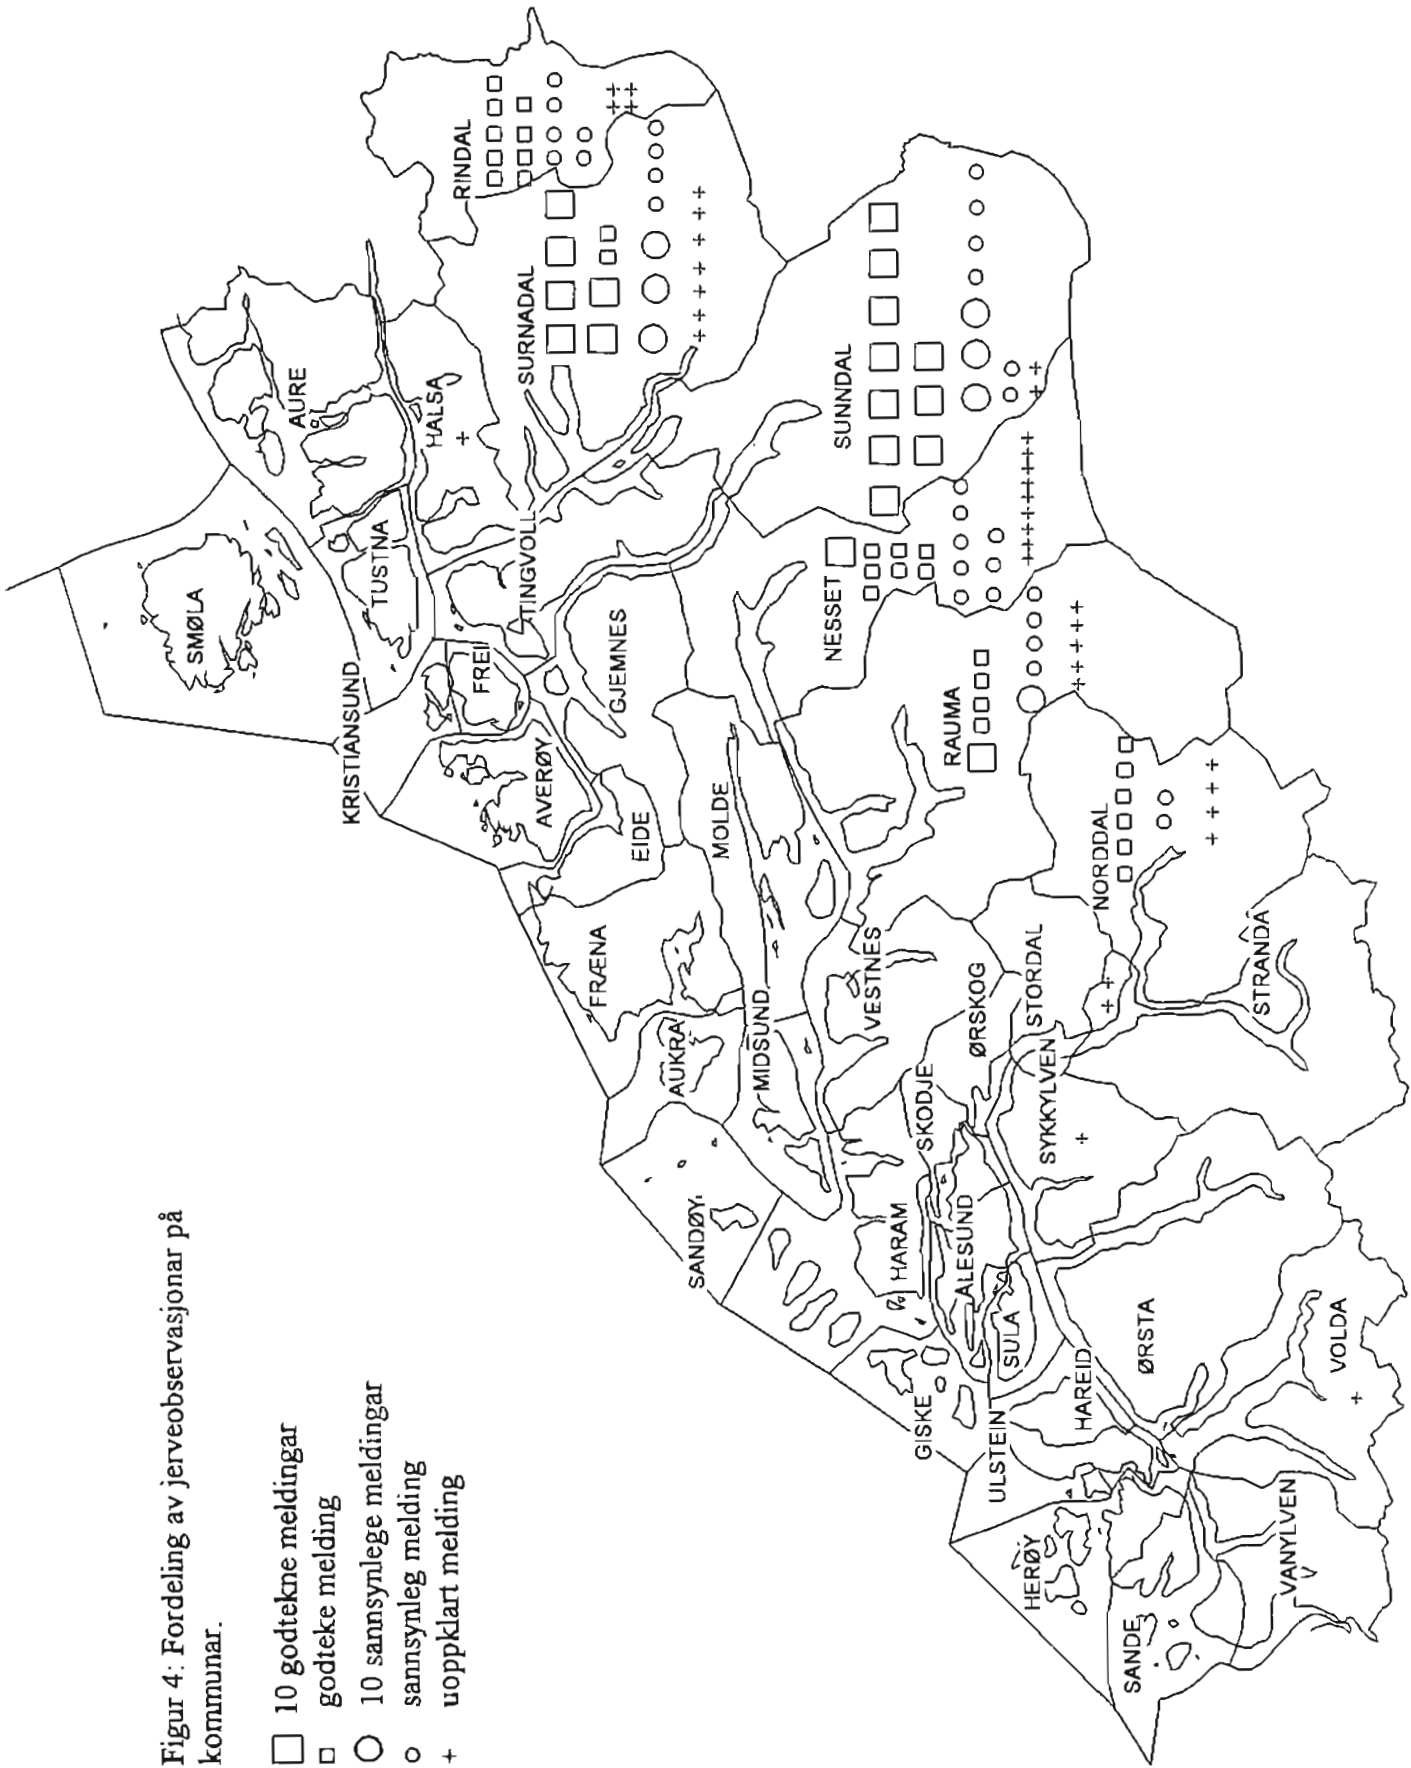 Figur 4: Fordeling av jerveobservasjonar på
kommunar.
10 godtekne meldingar
godteke melding
10 sannsynlege meldingar
sannsynleg melding
uoppklart melding
SMØLA
AURE
TUSTNA
HALSA
RINDAL
SURNADAL
KRISTIANSUND
FREI
TINGVOLL
AVERØY
GJEMNES
EIDE
FRÆNA
MOLDE
SUNNDAL
NESSET
AUKRA
MIDSUND
VESTNES
RAUMA
SANDØY
HARAM
SKODJE
ØRSKOG
STORDAL
NORDDAL
ÅLESUND
SULA
GISKE
SYKKYLVEN
STRANDA
ULSTEIN
HAREID
ØRSTA
HERØY
VOLDA
SANDE
VANYLVEN